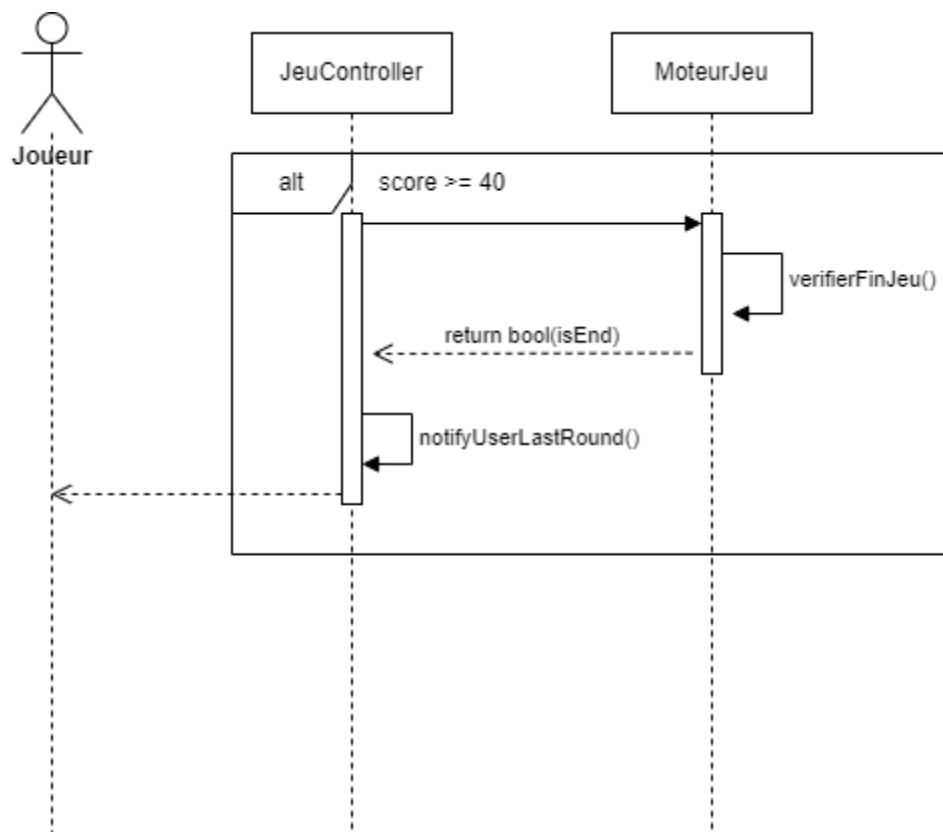 JeuController
MoteurJeu
Joueur
alt
score >= 40
verifierFinJeu()
return bool(isEnd)
notifyUserLastRound()